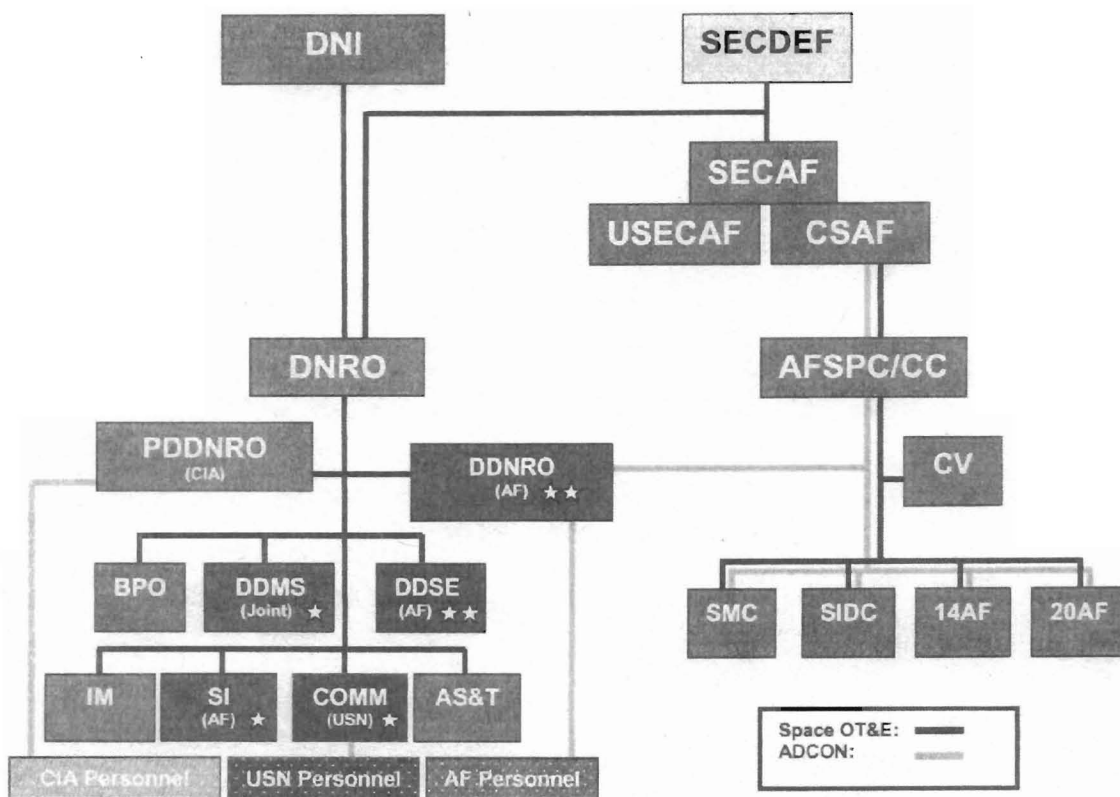 DNI
SECDEF
SECAF
USECAF
CSAF
DNRO
AFSPC/CC
PDDNRO
(CIA)
DDNRO
(AF) ★★
CV
BPO
DDMS
(Joint) ★
DDSE
(AF) ★★
SMC
SIDC
14AF
20AF
IM
SI
(AF) ★
COMM
(USN) ★
AS&T
Space OT&E:
ADCON:
CIA Personnel
USN Personnel
AF Personnel